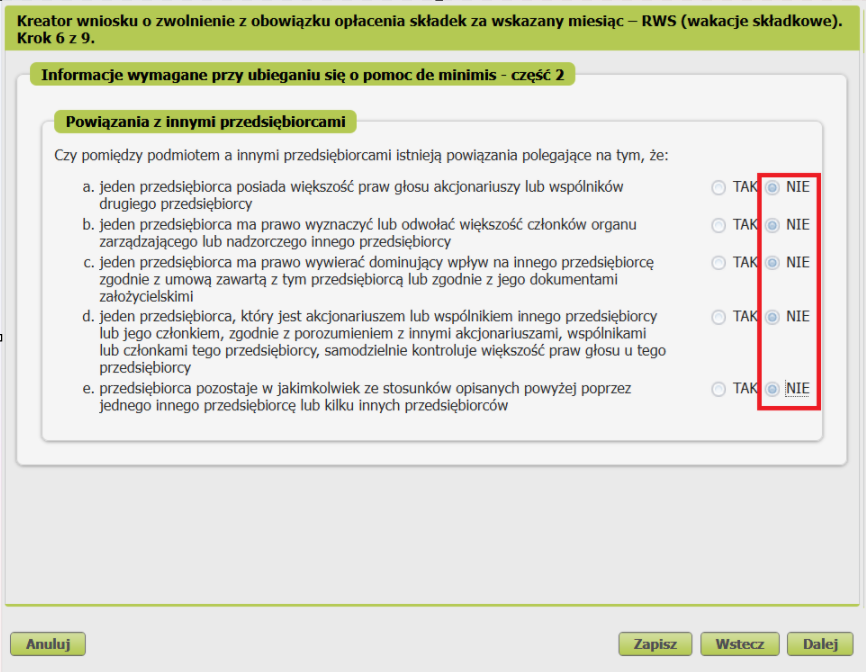 Kreator wniosku o zwolnienie z obowiązku opłacenia składek za wskazany miesiąc – RWS (wakacje składkowe).
Krok 6 z 9.
Informacje wymagane przy ubieganiu się o pomoc de minimis - część 2
Powiązania z innymi przedsiębiorcami
Czy pomiędzy podmiotem a innymi przedsiębiorcami istnieją powiązania polegające na tym, że:
a. jeden przedsiębiorca posiada większość praw głosu akcjonariuszy lub wspólników TAK NIE
drugiego przedsiębiorcy
b. jeden przedsiębiorca ma prawo wyznaczyć lub odwołać większość członków organu TAK NIE
zarządzającego lub nadzorczego innego przedsiębiorcy
c. jeden przedsiębiorca ma prawo wywierać dominujący wpływ na innego przedsiębiorcę TAK NIE
zgodnie z umową zawartą z tym przedsiębiorcą lub zgodnie z jego dokumentami
założycielskimi
d. jeden przedsiębiorca, który jest akcjonariuszem lub wspólnikiem innego przedsiębiorcy TAK NIE
lub jego członkiem, zgodnie z porozumieniem z innymi akcjonariuszami, wspólnikami
lub członkami tego przedsiębiorcy, samodzielnie kontroluje większość praw głosu u tego
przedsiębiorcy
e. przedsiębiorca pozostaje w jakimkolwiek ze stosunków opisanych powyżej poprzez TAK NIE
jednego innego przedsiębiorcę lub kilku innych przedsiębiorców
Anuluj Zapisz Wstecz Dalej